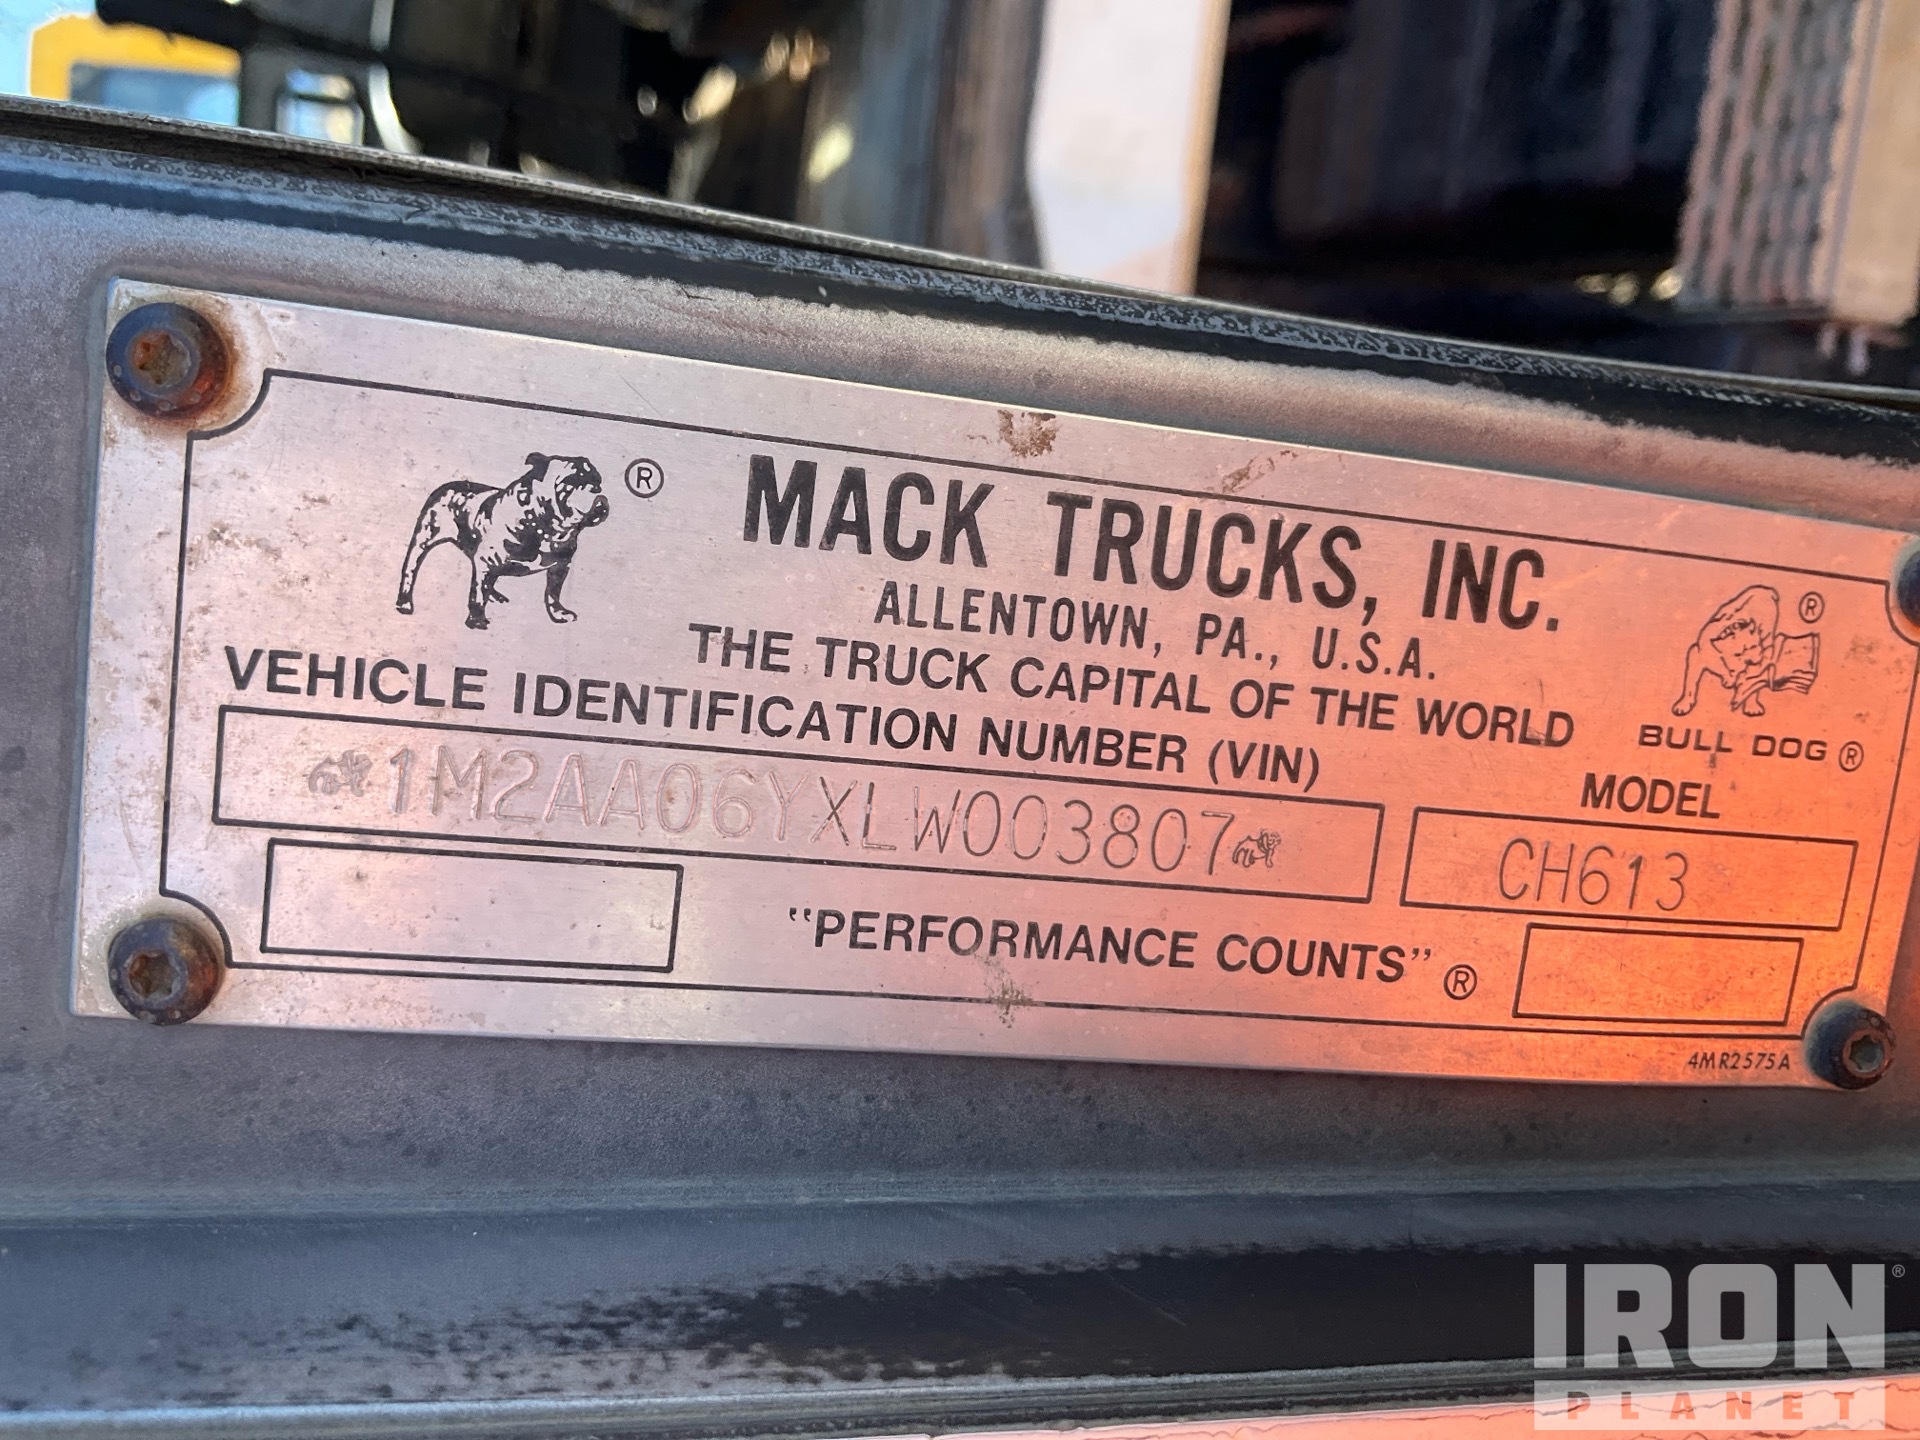 ® MACK TRUCKS, INC.
ALLENTOWN, PA., U.S.A.
THE TRUCK CAPITAL OF THE WORLD
®
BULL DOG ®
VEHICLE IDENTIFICATION NUMBER (VIN)
MODEL
1M2AA06YXLW003807
CH613
"PERFORMANCE COUNTS" ®
4MR2575A
IRON ®
PLANET